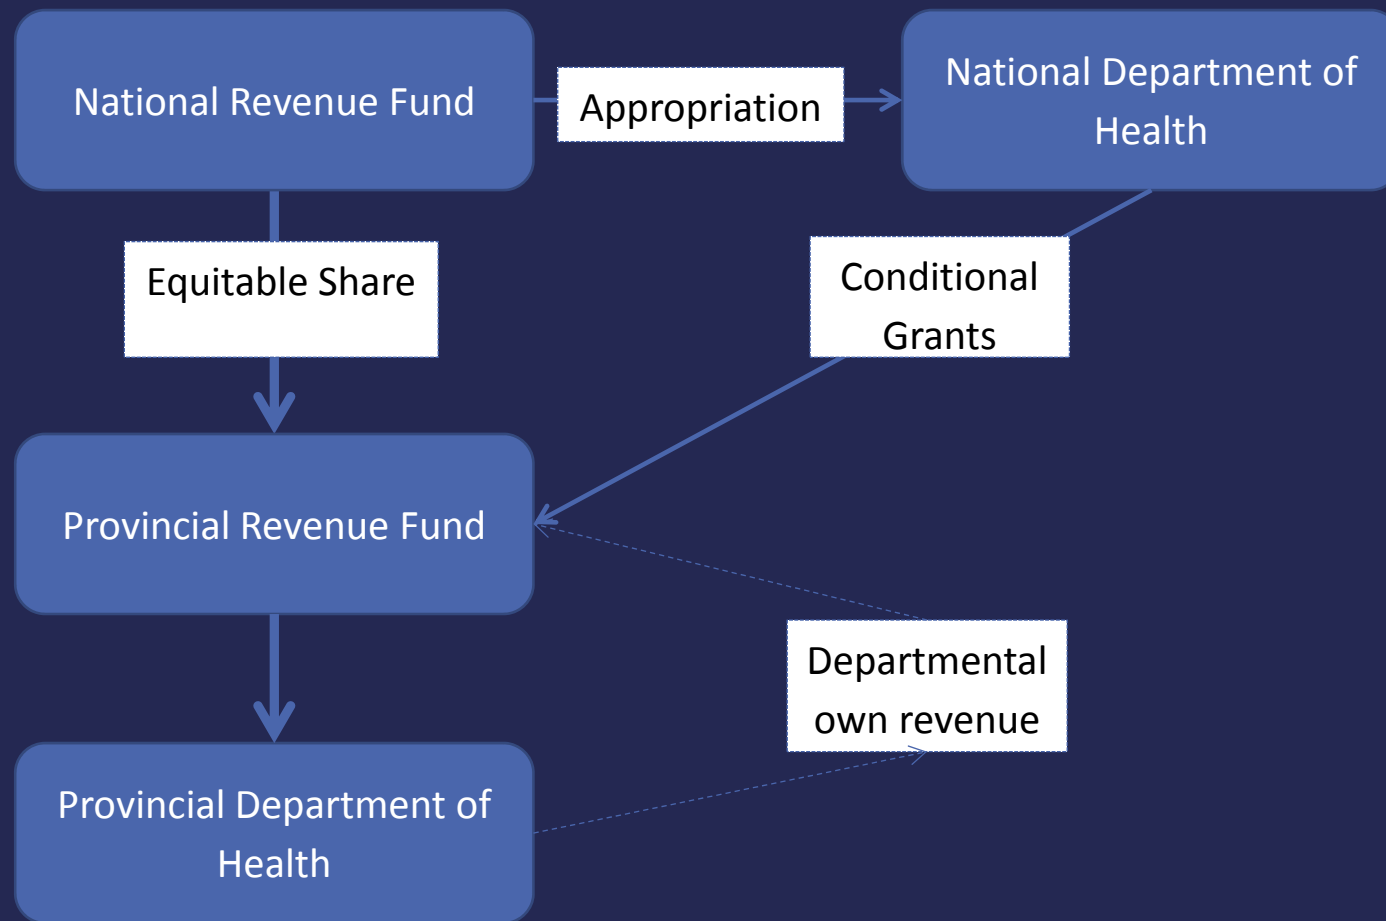 National Revenue Fund
Appropriation
National Department of
Health
Equitable Share
Conditional
Grants
Provincial Revenue Fund
Departmental
own revenue
Provincial Department of
Health